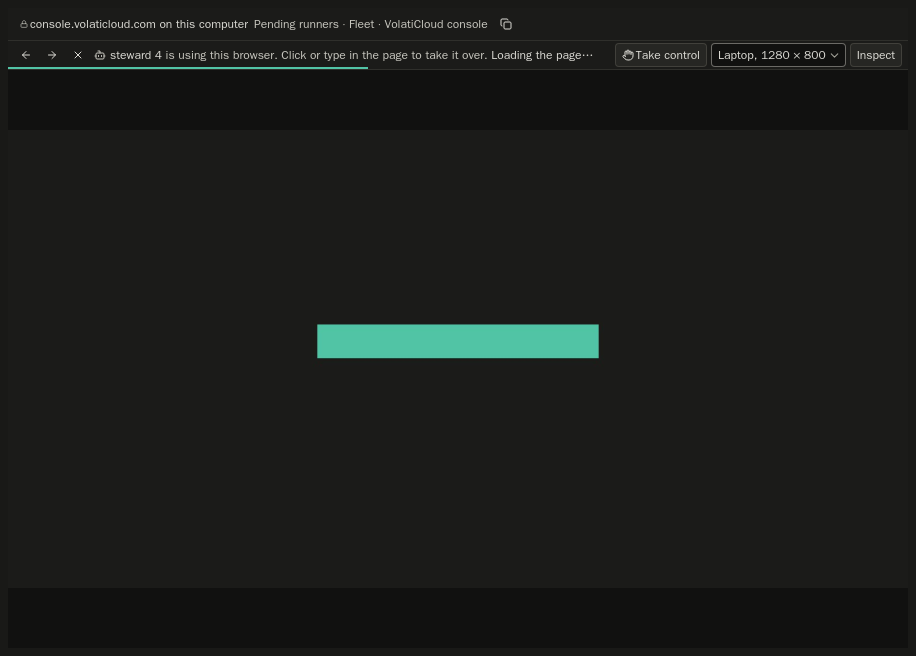 console.volaticloud.com on this computer Pending runners · Fleet · VolatiCloud console
steward 4 is using this browser. Click or type in the page to take it over. Loading the page··· Take control Laptop, 1280 × 800 Inspect